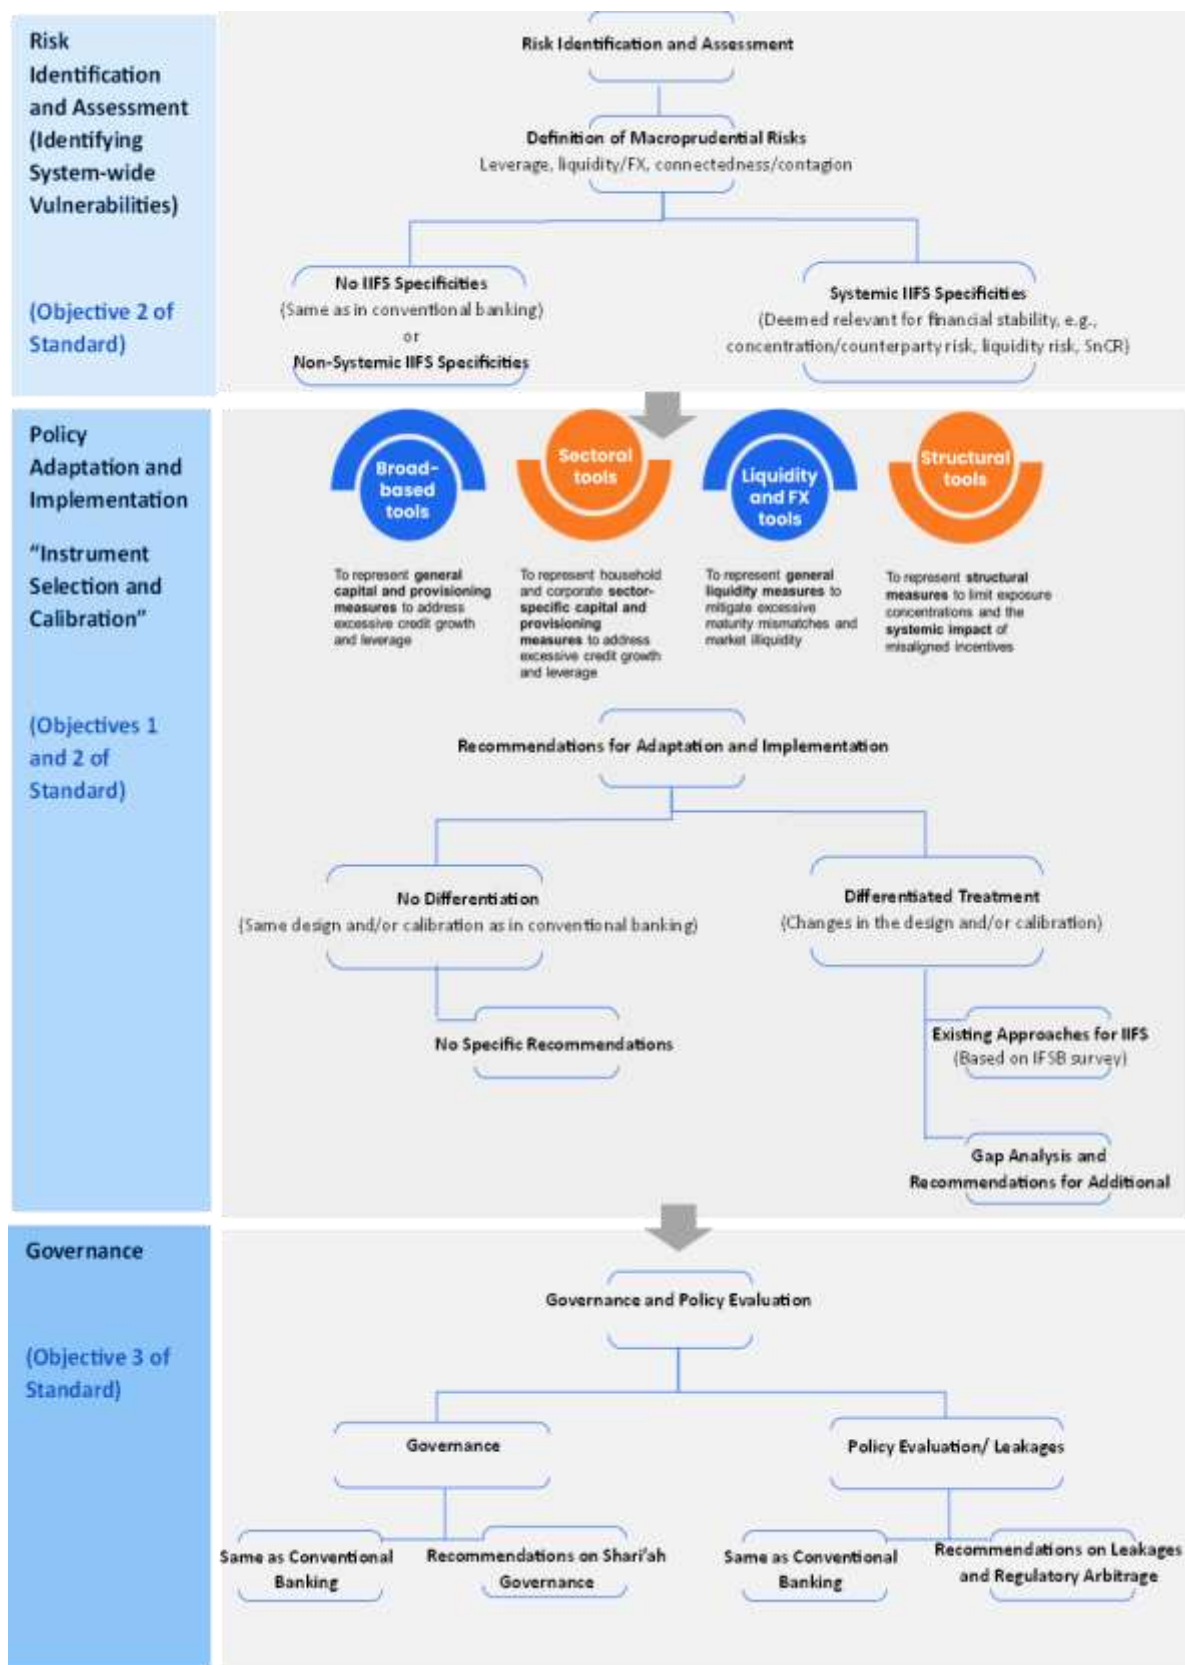 Risk
Identification
and Assessment
(Identifying
System-wide
Vulnerabilities)
(Objective 2 of
Standard)
Risk Identification and Assessment
Definition of Macroprudential Risks
Leverage, liquidity/FX, connectedness/contagion
No IIFS Specificities
(Same as in conventional banking)
or
Non-Systemic IIFS Specificities
Systemic IIFS Specificities
(Deemed relevant for financial stability, e.g.,
concentration/counterparty risk, liquidity risk, SnCR)
Policy
Adaptation and
Implementation
“Instrument
Selection and
Calibration”
(Objectives 1
and 2 of
Standard)
Broad-
based
tools
To represent general
capital and provisioning
measures to address
excessive credit growth
and leverage
Sectoral
tools
To represent household
and corporate sector-
specific capital and
provisioning
measures to address
excessive credit growth
and leverage
Liquidity
and FX
tools
To represent general
liquidity measures to
mitigate excessive
maturity mismatches and
market illiquidity
Structural
tools
To represent structural
measures to limit exposure
concentrations and the
systemic impact of
misaligned incentives
Recommendations for Adaptation and Implementation
No Differentiation
(Same design and/or calibration as in conventional banking)
No Specific Recommendations
Differentiated Treatment
(Changes in the design and/or calibration)
Existing Approaches for IIFS
(Based on IFSB survey)
Gap Analysis and
Recommendations for Additional
Governance
(Objective 3 of
Standard)
Governance and Policy Evaluation
Governance
Same as Conventional
Banking
Recommendations on Shari’ah
Governance
Policy Evaluation/ Leakages
Same as Conventional
Banking
Recommendations on Leakages
and Regulatory Arbitrage